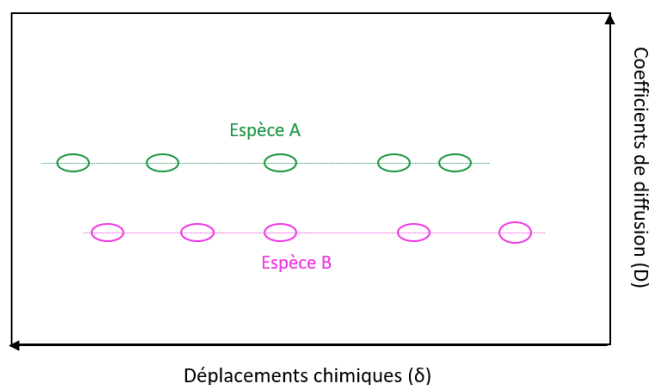 Espèce A
Espèce B
Coefficients de diffusion (D)
Déplacements chimiques (δ)